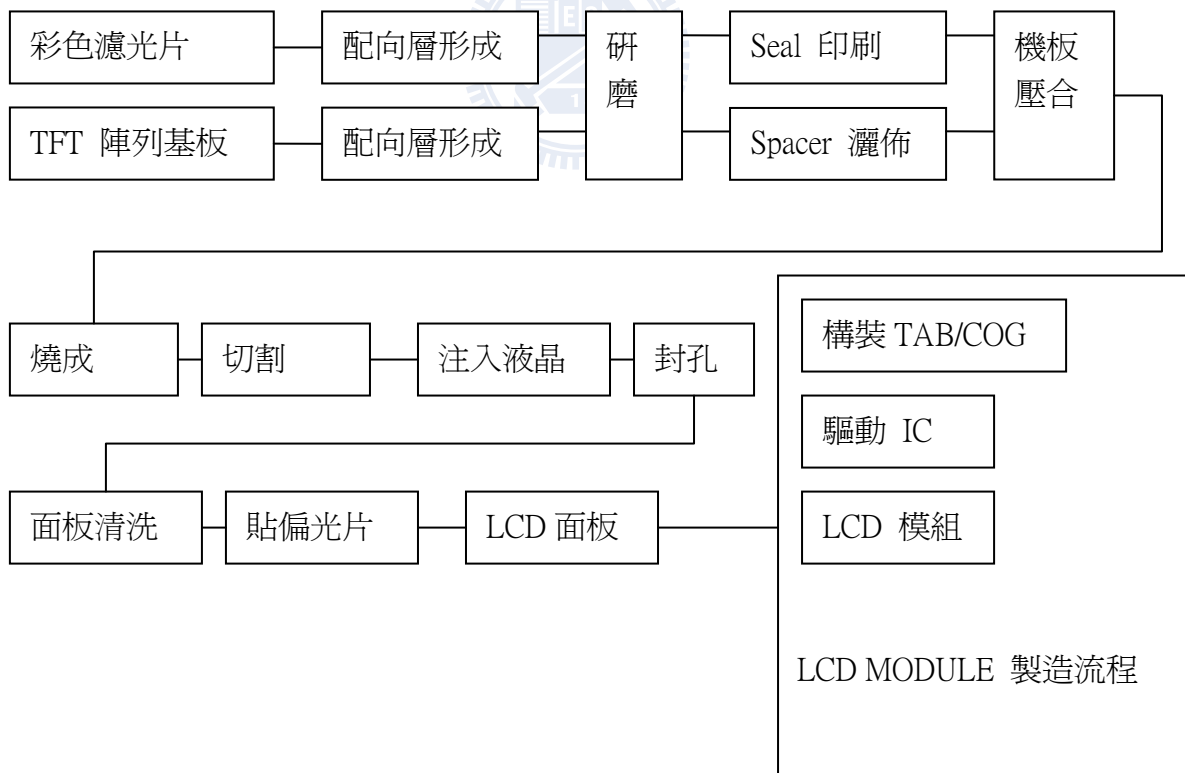 彩色濾光片
配向層形成
研
磨
Seal 印刷
機板
壓合
TFT 陣列基板
配向層形成
Spacer 灑佈
燒成
切割
注入液晶
封孔
構裝 TAB/COG
驅動 IC
面板清洗
貼偏光片
LCD 面板
LCD 模組
LCD MODULE 製造流程